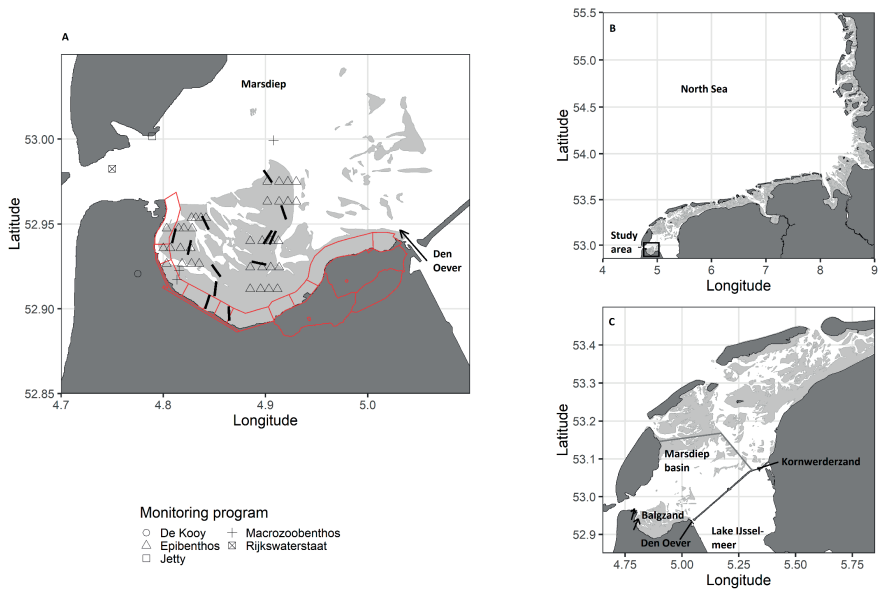 A
Marsdiep
53.00
52.95
52.90
52.85
Latitude
4.7
4.8
4.9
5.0
Longitude
Den
Oever
Monitoring program
De Kooy
Epibenthos
Jetty
Macrozoobenthos
Rijkswaterstaat
B
North Sea
55.5
55.0
54.5
54.0
53.5
53.0
Latitude
Study
area
4
5
6
7
8
9
Longitude
C
53.4
53.3
53.2
53.1
53.0
52.9
Latitude
Marsdiep
basin
Kornwerderzand
Balgzand
Lake IJssel-
meer
Den Oever
4.75
5.00
5.25
5.50
5.75
Longitude